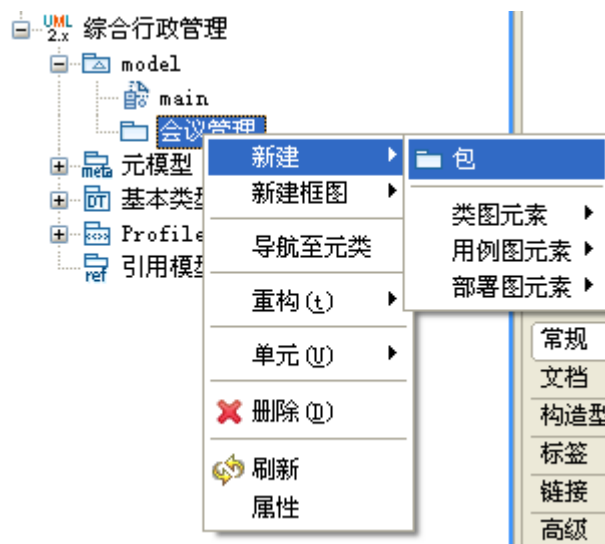 UML 2.x 综合行政管理
model
main
会议管理
meta 元模型
DT 基本类型
<<>> Profile
ref 引用模型
新建
新建框图
导航至元类
重构(t)
单元(U)
删除(D)
刷新
属性
包
类图元素
用例图元素
部署图元素
常规
文档
构造型
标签
链接
高级